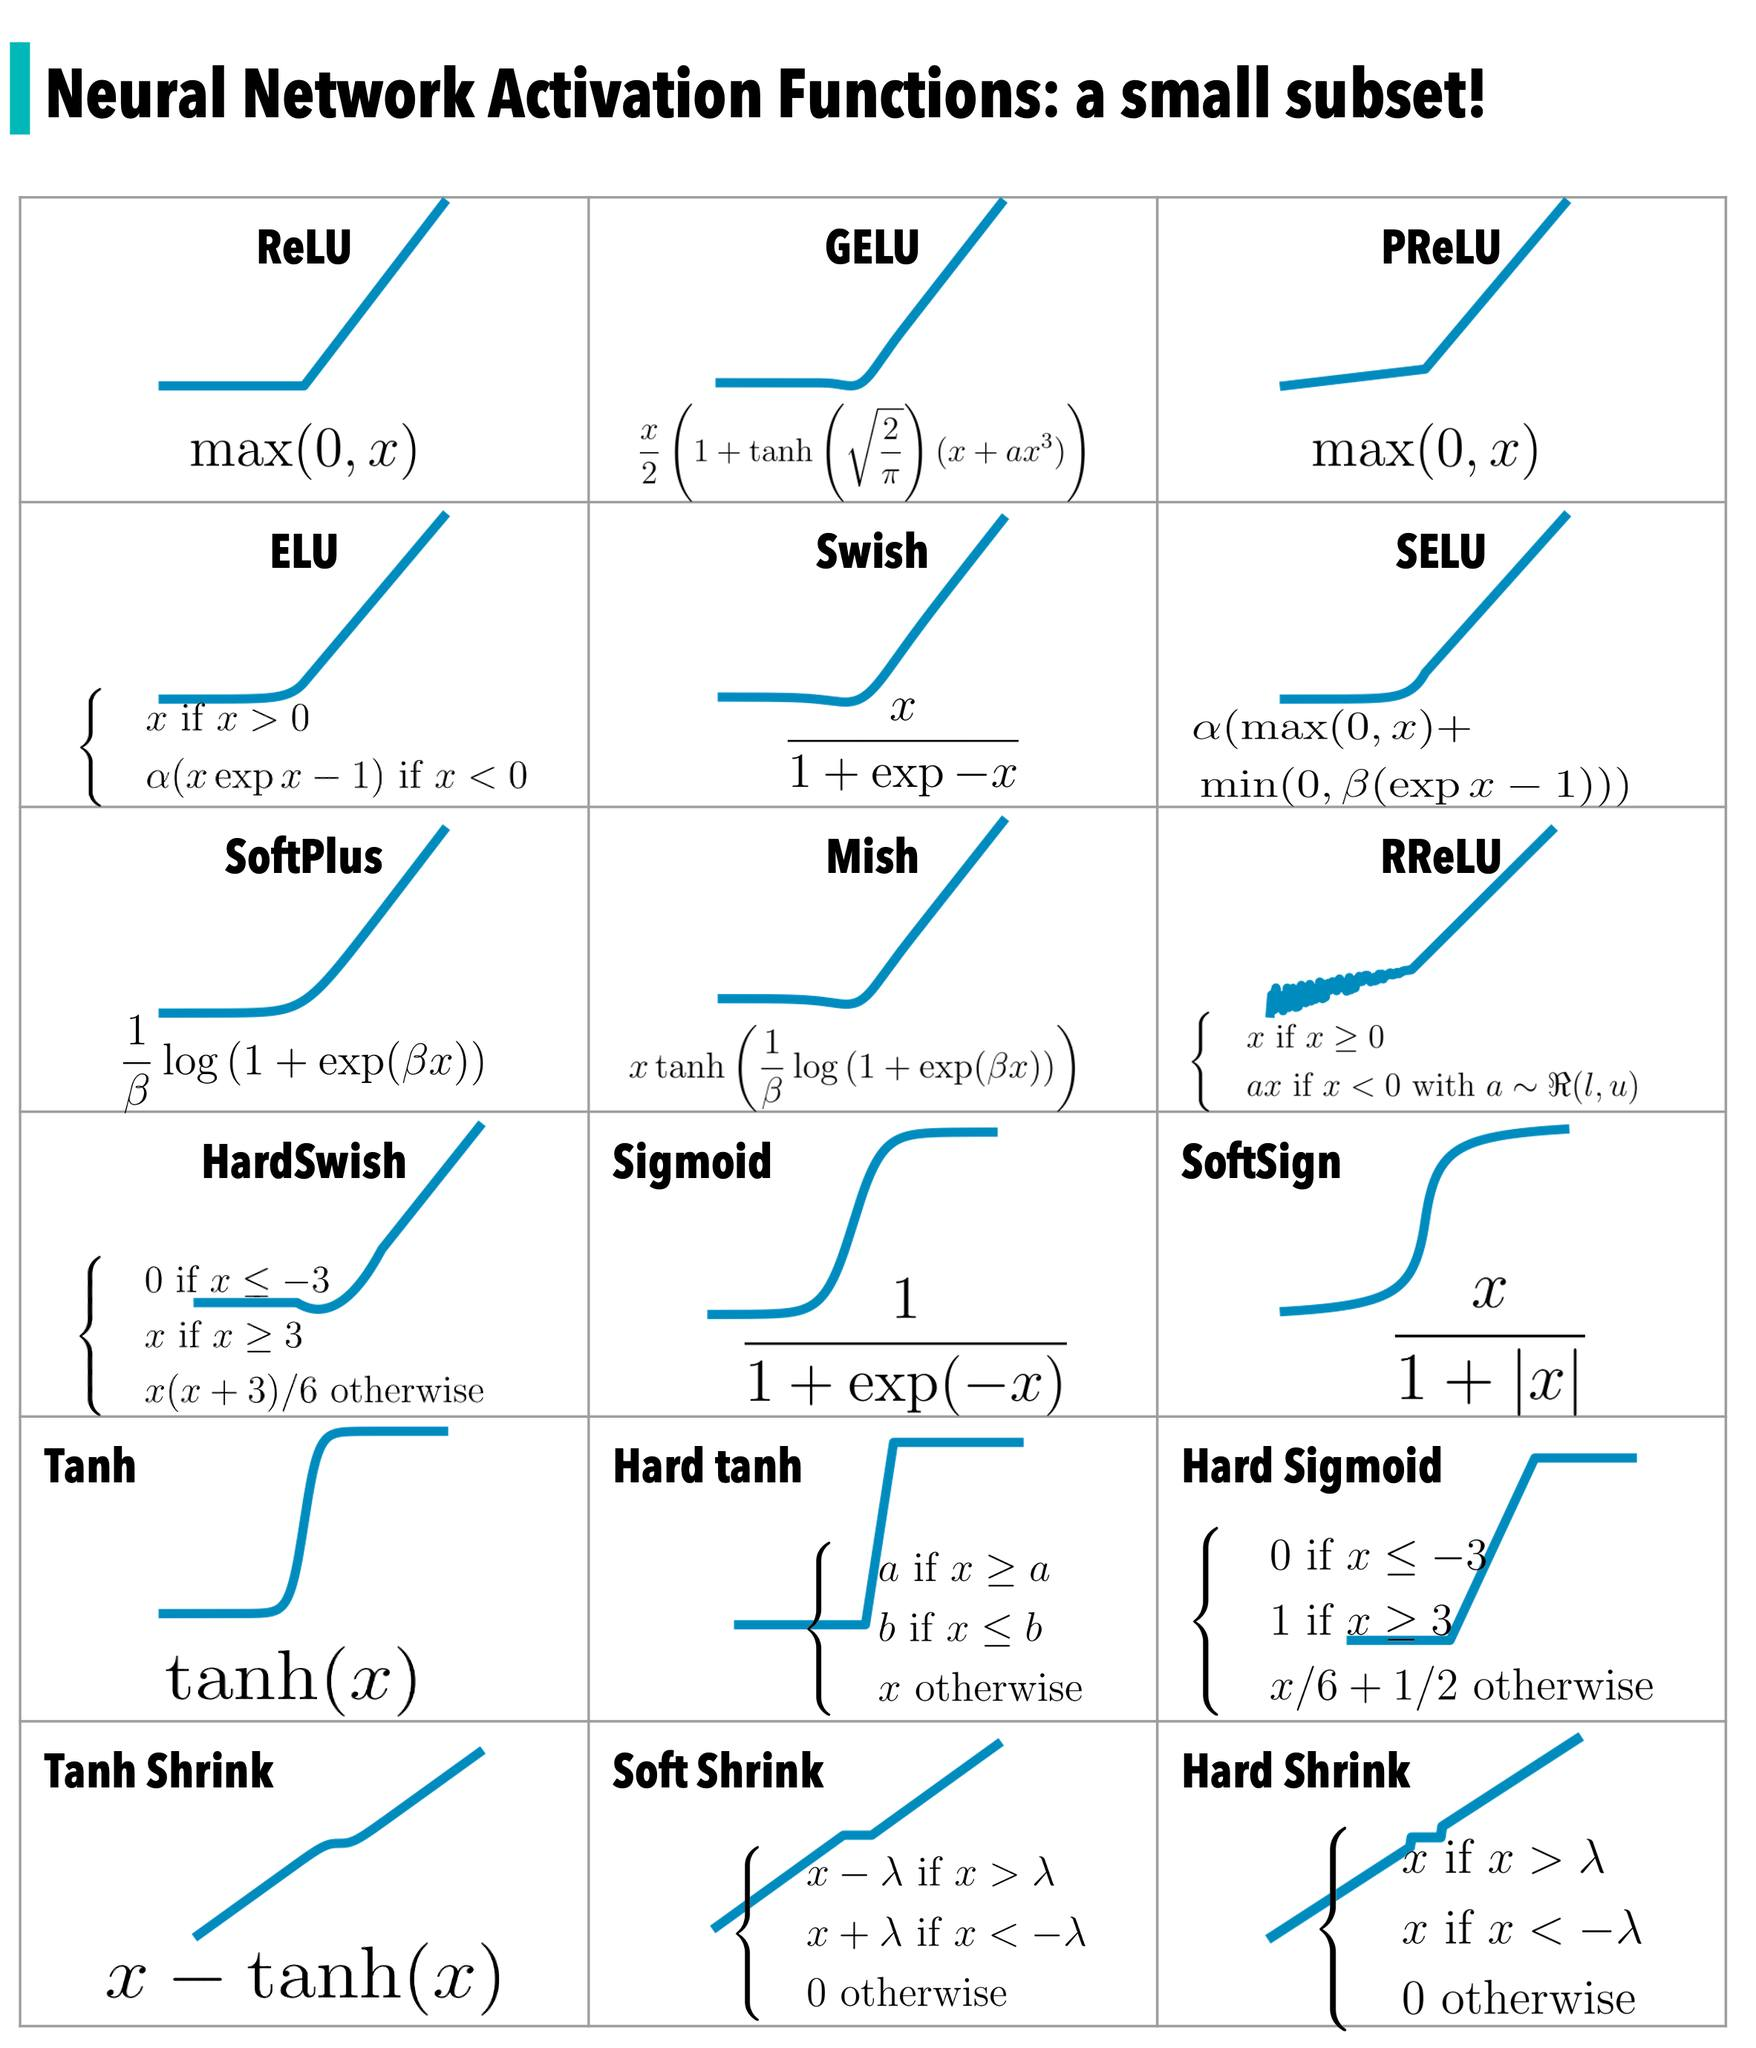 Neural Network Activation Functions: a small subset!
ReLU
max(0, x)
GELU
x/2 (1 + tanh (√(2/π)) (x + ax³))
PReLU
max(0, x)
ELU
{ x if x > 0
α(x exp x − 1) if x < 0
Swish
x
1 + exp −x
SELU
α(max(0, x)+
min(0, β(exp x − 1)))
SoftPlus
1/β log (1 + exp(βx))
Mish
x tanh (1/β log (1 + exp(βx)))
RReLU
{ x if x ≥ 0
ax if x < 0 with a ∼ ℜ(l, u)
HardSwish
{ 0 if x ≤ −3
x if x ≥ 3
x(x + 3)/6 otherwise
Sigmoid
1
1 + exp(−x)
SoftSign
x
1 + |x|
Tanh
tanh(x)
Hard tanh
{ a if x ≥ a
b if x ≤ b
x otherwise
Hard Sigmoid
{ 0 if x ≤ −3
1 if x ≥ 3
x/6 + 1/2 otherwise
Tanh Shrink
x − tanh(x)
Soft Shrink
{ x − λ if x > λ
x + λ if x < −λ
0 otherwise
Hard Shrink
{ x if x > λ
x if x < −λ
0 otherwise